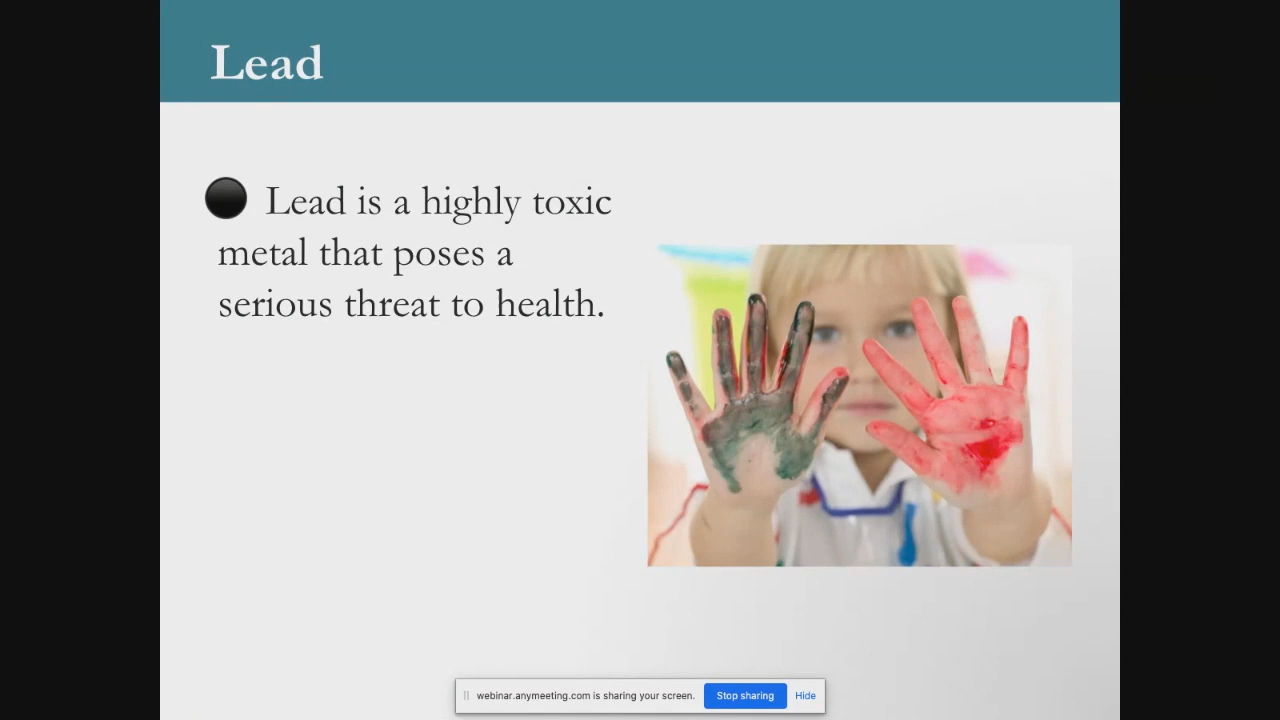 Lead
Lead is a highly toxic
metal that poses a
serious threat to health.
webinar.anymeeting.com is sharing your screen. Stop sharing Hide